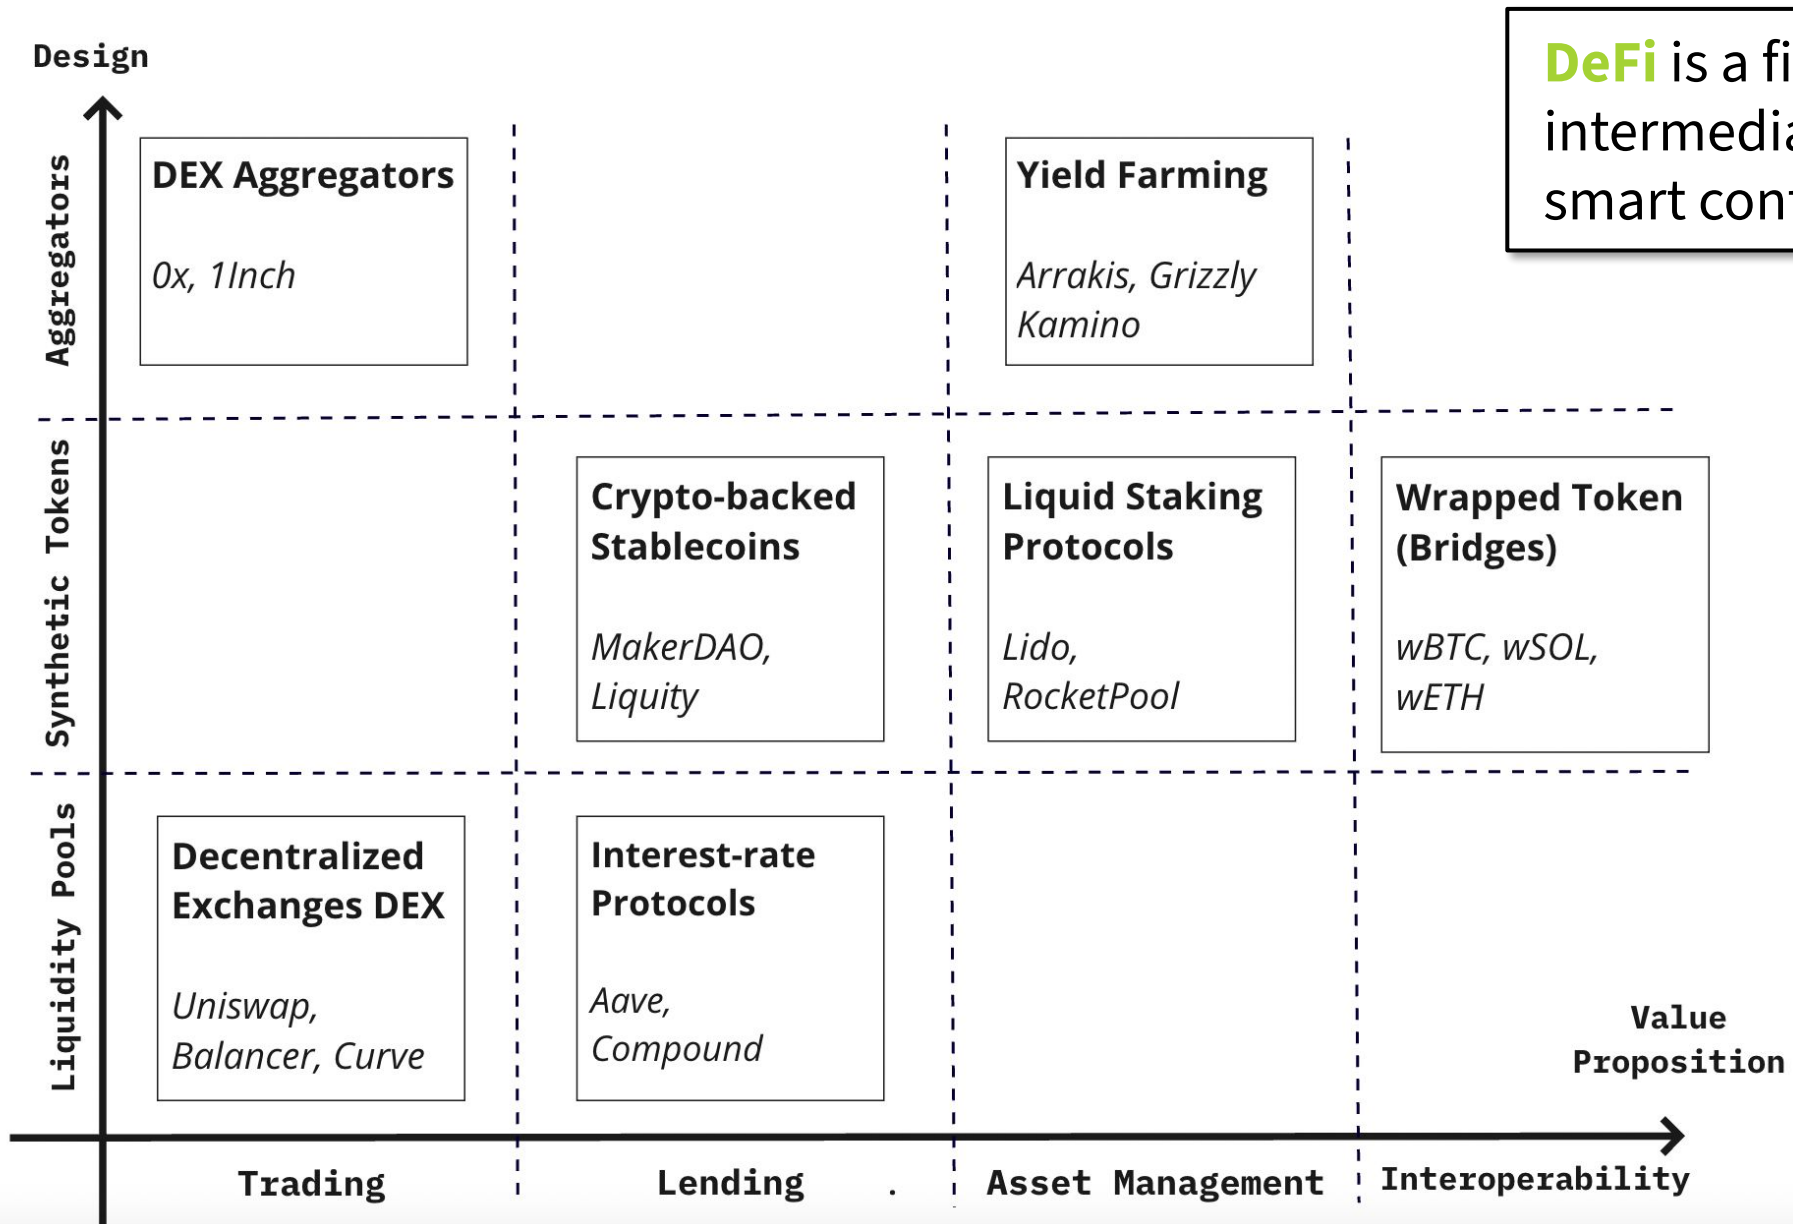 Design
DeFi is a fi
intermedia
smart cont
Aggregators
DEX Aggregators
0x, 1Inch
Yield Farming
Arrakis, Grizzly
Kamino
Synthetic Tokens
Crypto-backed
Stablecoins
MakerDAO,
Liquity
Liquid Staking
Protocols
Lido,
RocketPool
Wrapped Token
(Bridges)
wBTC, wSOL,
wETH
Liquidity Pools
Decentralized
Exchanges DEX
Uniswap,
Balancer, Curve
Interest-rate
Protocols
Aave,
Compound
Value
Proposition
Trading
Lending .
Asset Management
Interoperability